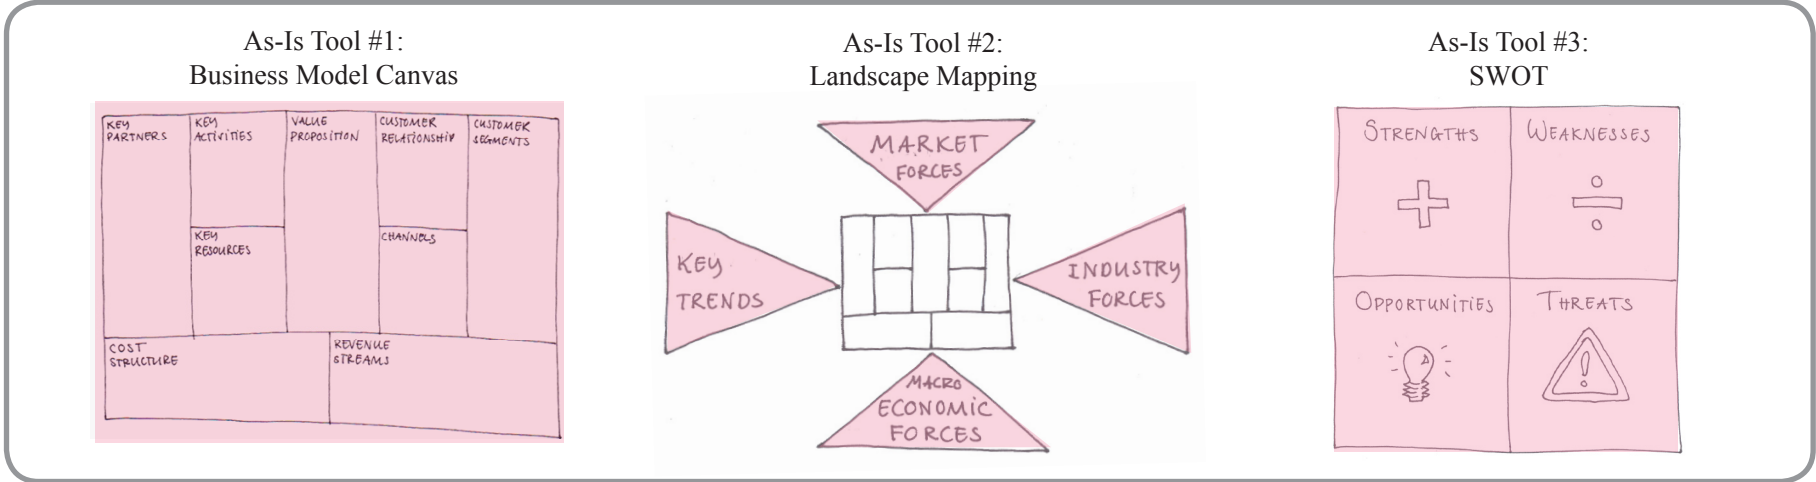 As-Is Tool #1:
Business Model Canvas
KEY
PARTNERS
KEY
ACTIVITIES
VALUE
PROPOSITION
CUSTOMER
RELATIONSHIP
CUSTOMER
SEGMENTS
KEY
RESOURCES
CHANNELS
COST
STRUCTURE
REVENUE
STREAMS
As-Is Tool #2:
Landscape Mapping
MARKET
FORCES
KEY
TRENDS
INDUSTRY
FORCES
MACRO
ECONOMIC
FORCES
As-Is Tool #3:
SWOT
STRENGTHS
WEAKNESSES
OPPORTUNITIES
THREATS